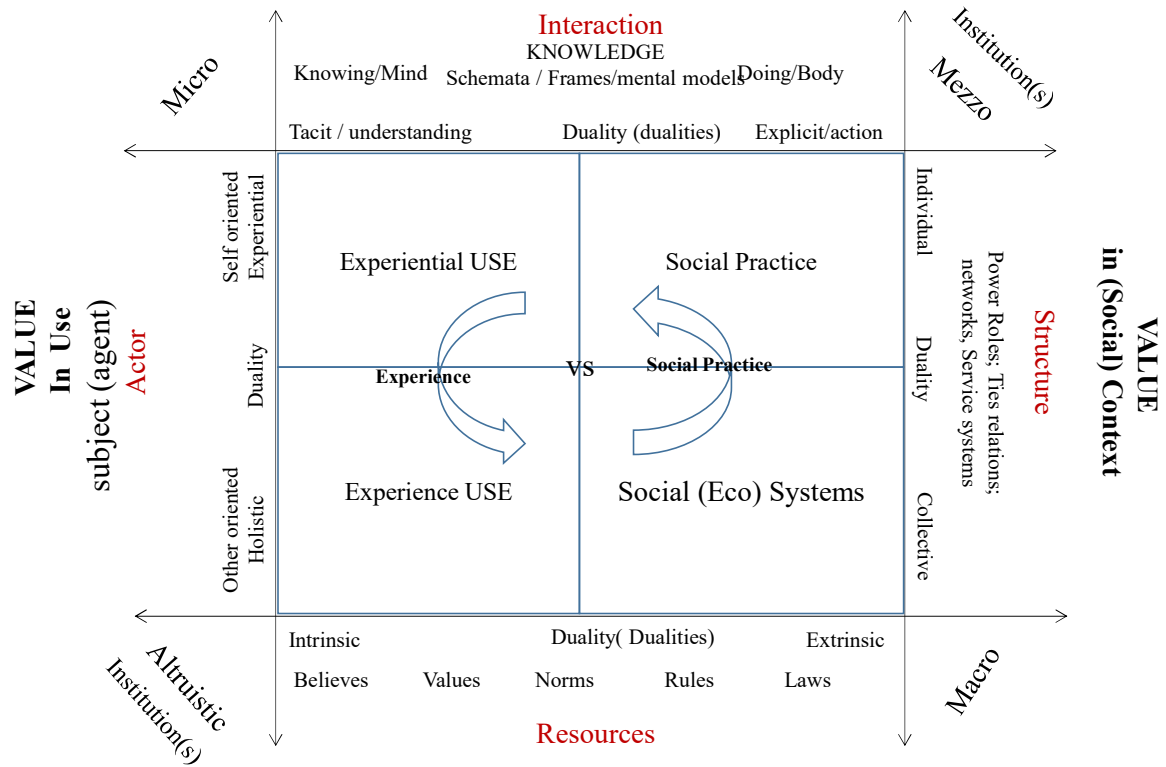 Interaction
KNOWLEDGE
Knowing/Mind
Schemata / Frames/mental models
Doing/Body
Micro
Mezzo
Institution(s)
Tacit / understanding
Duality (dualities)
Explicit/action
VALUE
In Use
subject (agent)
Actor
Self oriented
Experiential
Duality
Other oriented
Holistic
Experiential USE
Social Practice
Experience
VS
Social Practice
Experience USE
Social (Eco) Systems
Individual
Duality
Collective
Power Roles; Ties relations;
networks, Service systems
Structure
VALUE
in (Social) Context
Intrinsic
Duality( Dualities)
Extrinsic
Believes
Values
Norms
Rules
Laws
Resources
Altruistic
Institution(s)
Macro